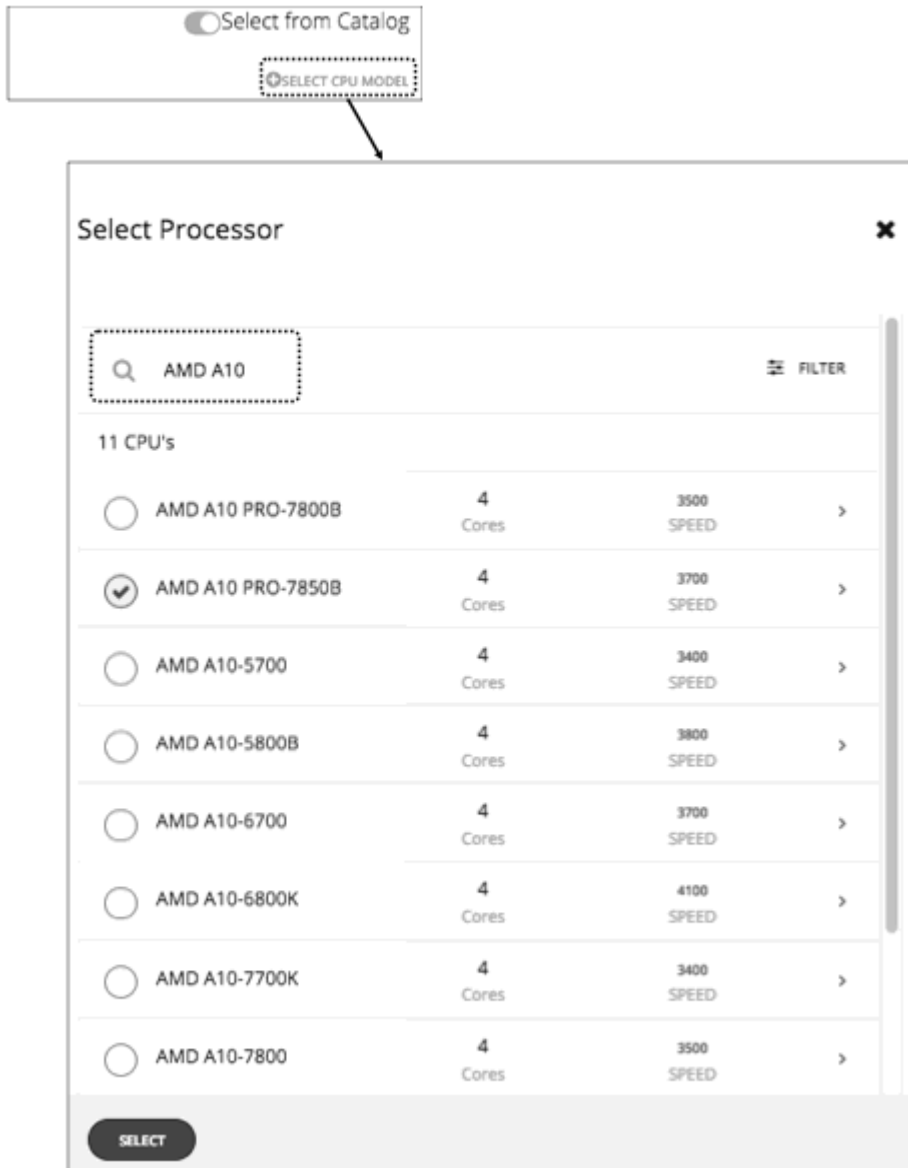 Select from Catalog
SELECT CPU MODEL
Select Processor
AMD A10
FILTER
11 CPU's
AMD A10 PRO-7800B 4 3500
Cores SPEED
AMD A10 PRO-7850B 4 3700
Cores SPEED
AMD A10-5700 4 3400
Cores SPEED
AMD A10-5800B 4 3800
Cores SPEED
AMD A10-6700 4 3700
Cores SPEED
AMD A10-6800K 4 4100
Cores SPEED
AMD A10-7700K 4 3400
Cores SPEED
AMD A10-7800 4 3500
Cores SPEED
SELECT